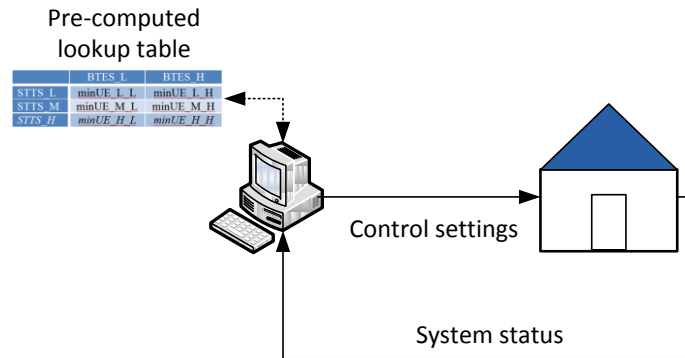 Pre-computed
lookup table
BTES_L BTES_H
STTS_L minUE_L_L minUE_L_H
STTS_M minUE_M_L minUE_M_H
STTS_H minUE_H_L minUE_H_H
Control settings
System status